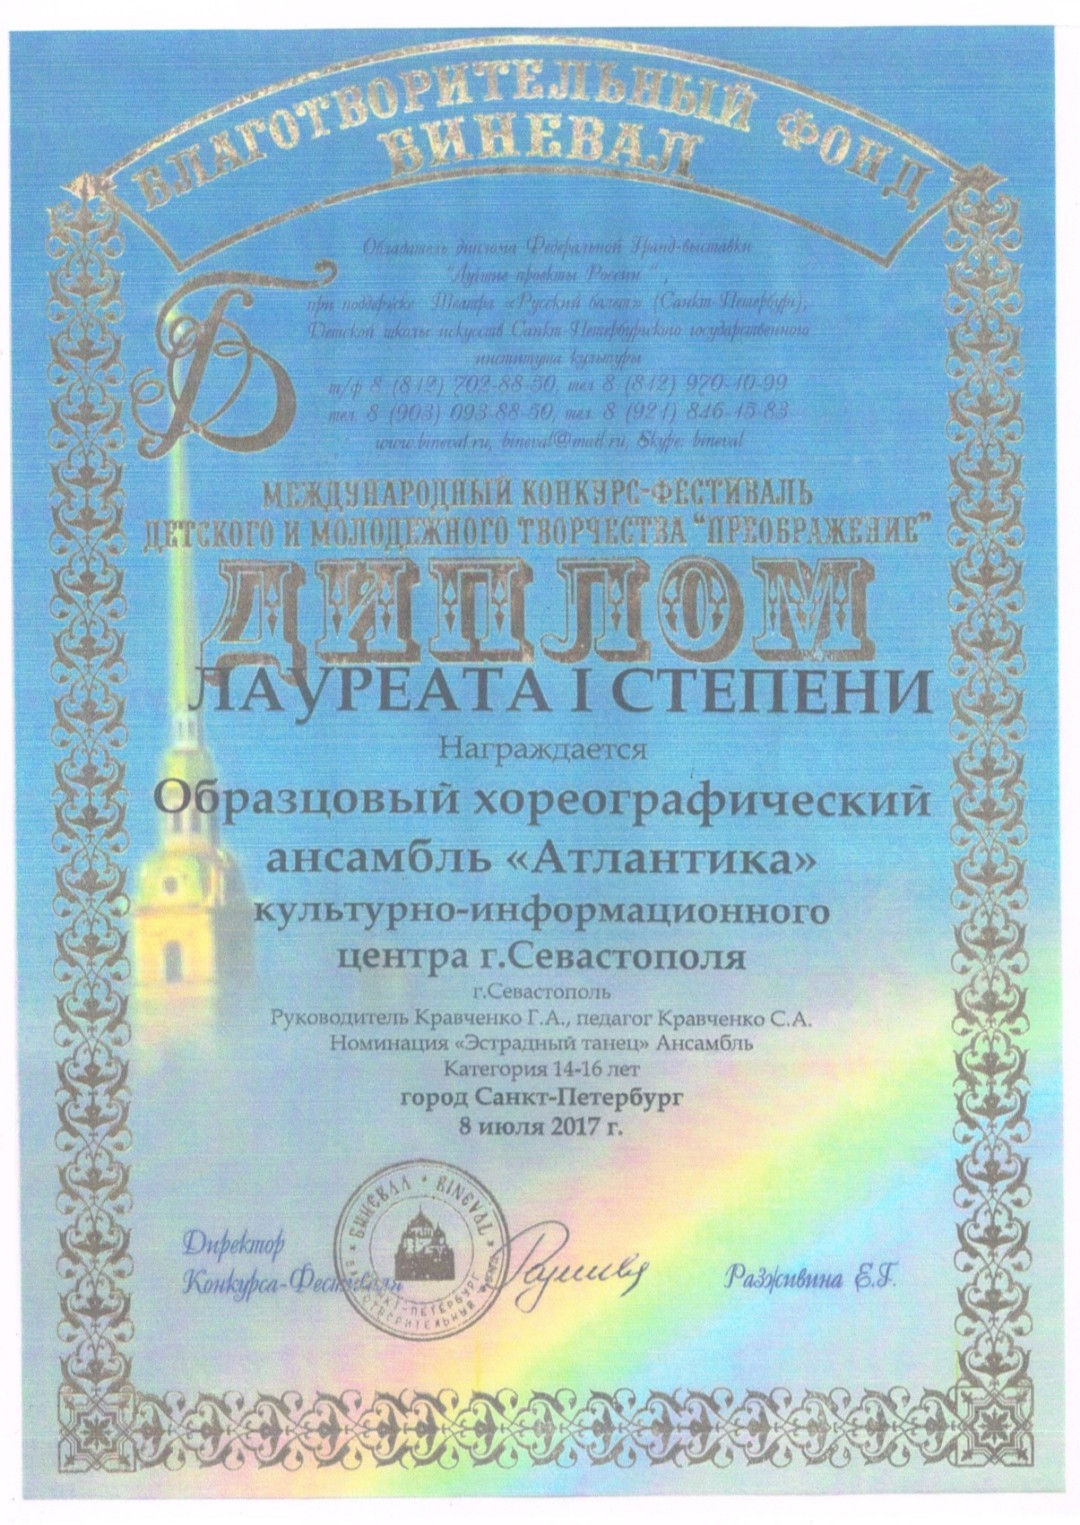 БЛАГОТВОРИТЕЛЬНЫЙ ФОНД
БИНЕВАЛ
Обладатель диплома Федеральной Гранд-выставки
"Лучшие проекты России",
при поддержке: Театра «Русский балет» (Санкт-Петербург),
Детской школы искусств Санкт-Петербургского государственного
института культуры
т/ф 8 (812) 702-88-50, тел 8 (812) 970-10-99
тел. 8 (903) 093-88-50, тел. 8 (921) 846-15-83
www.bineval.ru, bineval@mail.ru, Skype: bineval
Б
МЕЖДУНАРОДНЫЙ КОНКУРС-ФЕСТИВАЛЬ
ДЕТСКОГО И МОЛОДЕЖНОГО ТВОРЧЕСТВА "ПРЕОБРАЖЕНИЕ"
ДИПЛОМ
ЛАУРЕАТА I СТЕПЕНИ
Награждается
Образцовый хореографический
ансамбль «Атлантика»
культурно-информационного
центра г.Севастополя
г.Севастополь
Руководитель Кравченко Г.А., педагог Кравченко С.А.
Номинация «Эстрадный танец» Ансамбль
Категория 14-16 лет
город Санкт-Петербург
8 июля 2017 г.
БИНЕВАЛ * BINEVAL
САНКТ-ПЕТЕРБУРГ
БЛАГОТВОРИТЕЛЬНЫЙ ФОНД
Директор
Конкурса-Фестиваля
Разживина Е.Г.